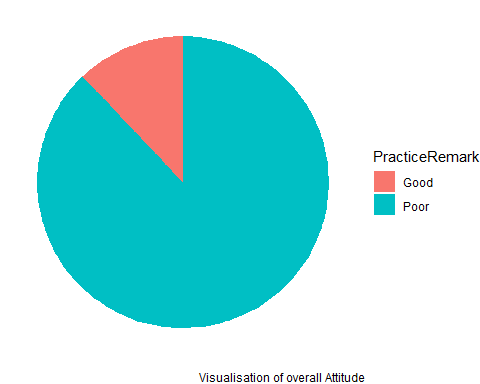 PracticeRemark
Good
Poor
Visualisation of overall Attitude